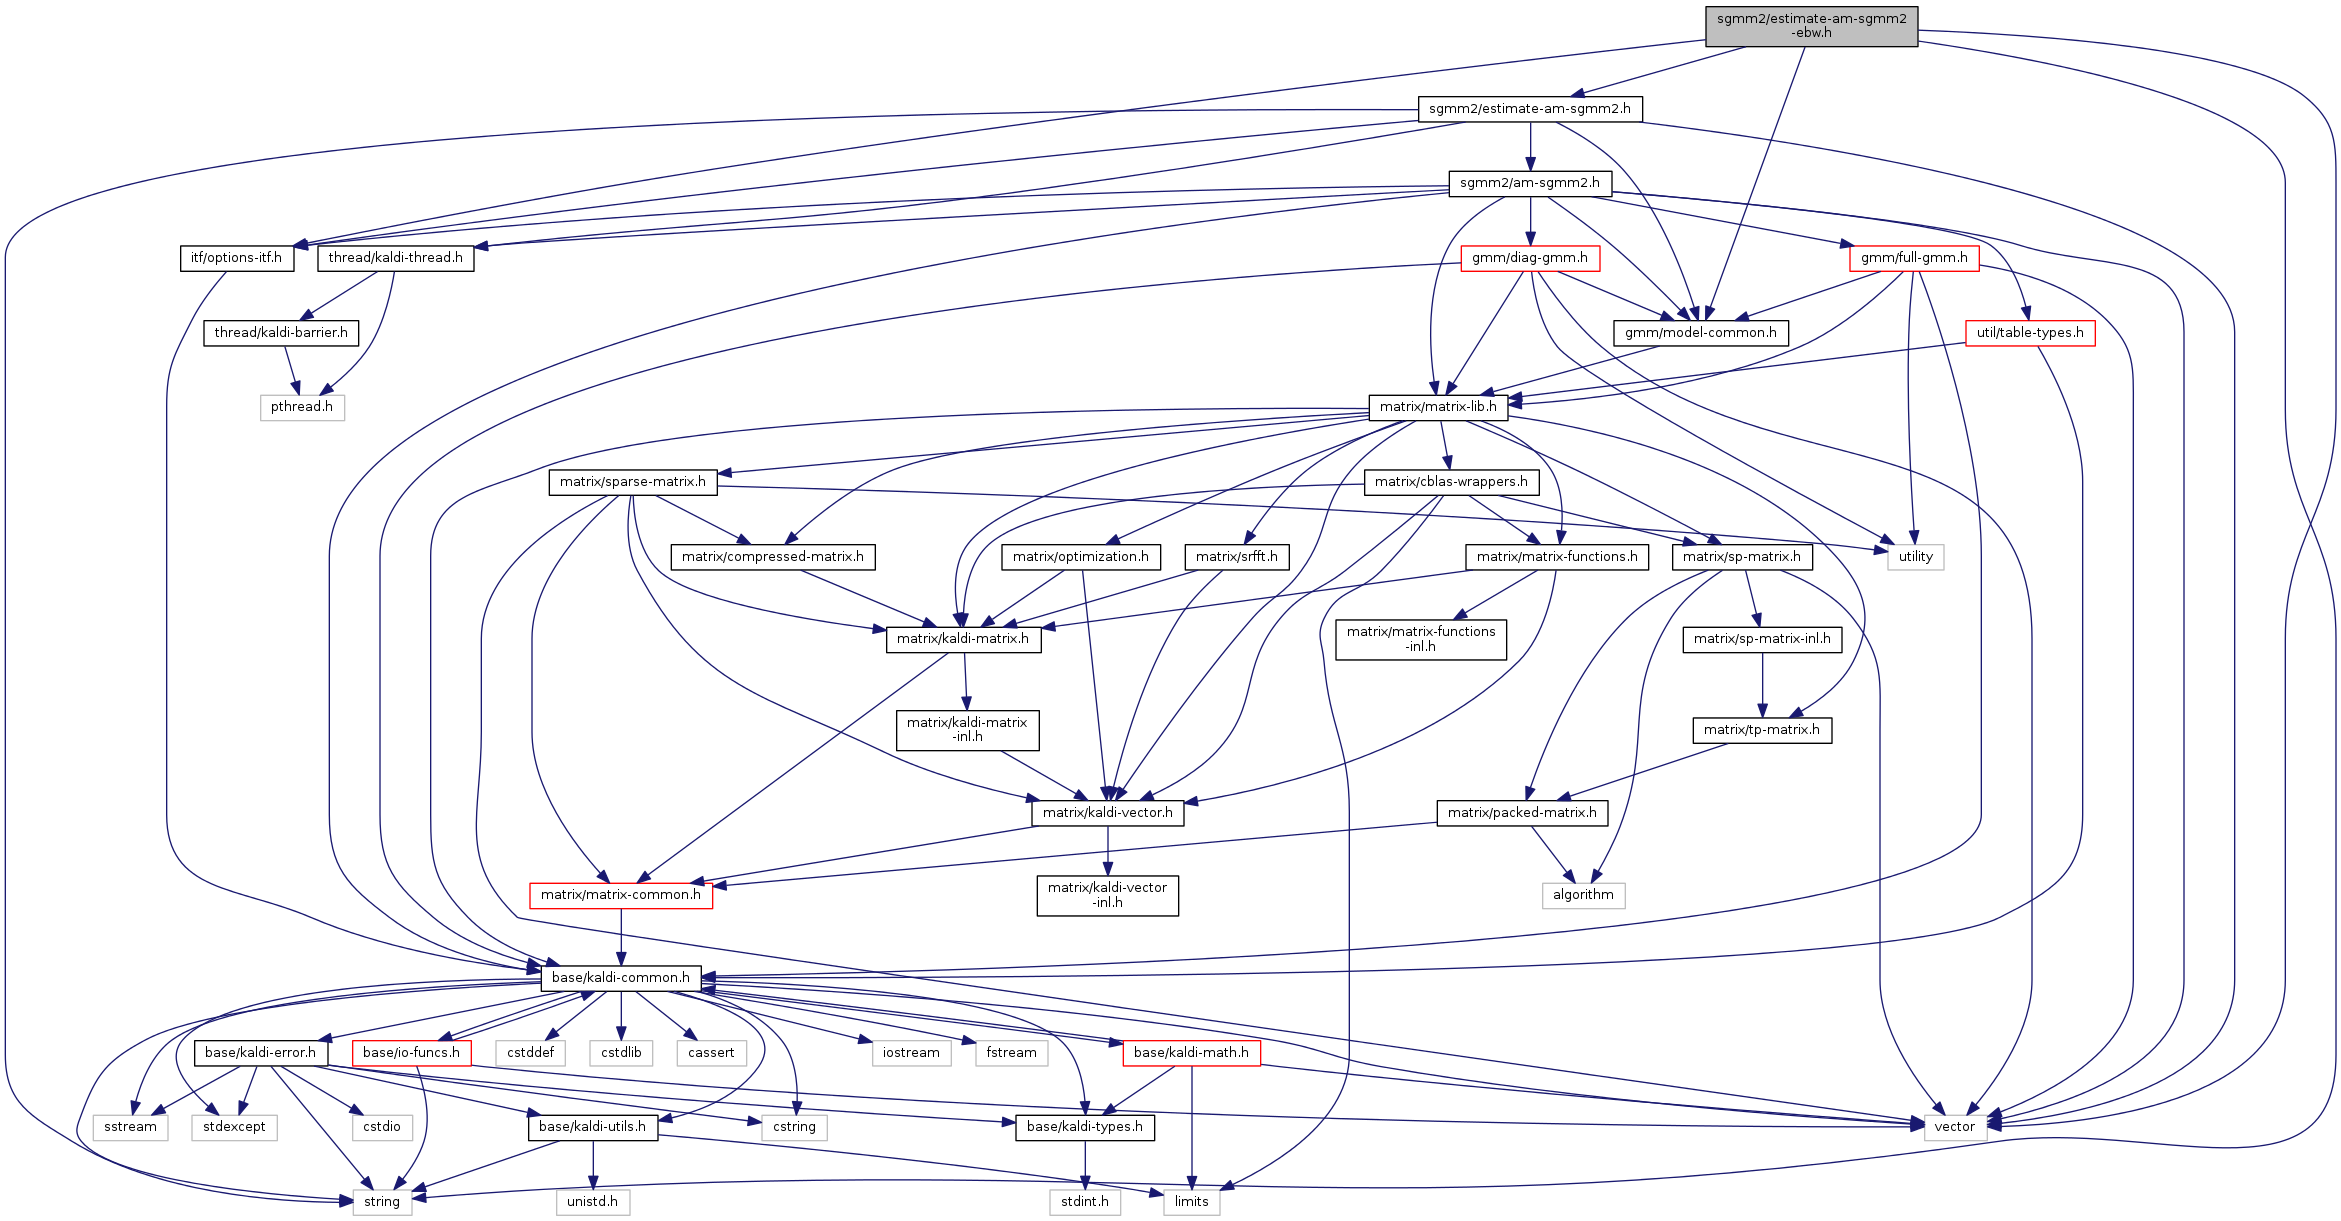 sgmm2/estimate-am-sgmm2
-ebw.h
sgmm2/estimate-am-sgmm2.h
sgmm2/am-sgmm2.h
itf/options-itf.h
thread/kaldi-thread.h
gmm/diag-gmm.h
gmm/full-gmm.h
thread/kaldi-barrier.h
gmm/model-common.h
util/table-types.h
pthread.h
matrix/matrix-lib.h
matrix/sparse-matrix.h
matrix/cblas-wrappers.h
matrix/compressed-matrix.h
matrix/optimization.h
matrix/srfft.h
matrix/matrix-functions.h
matrix/sp-matrix.h
utility
matrix/kaldi-matrix.h
matrix/matrix-functions
-inl.h
matrix/sp-matrix-inl.h
matrix/kaldi-matrix
-inl.h
matrix/tp-matrix.h
matrix/kaldi-vector.h
matrix/packed-matrix.h
matrix/matrix-common.h
matrix/kaldi-vector
-inl.h
algorithm
base/kaldi-common.h
base/kaldi-error.h
base/io-funcs.h
cstddef
cstdlib
cassert
iostream
fstream
base/kaldi-math.h
sstream
stdexcept
cstdio
base/kaldi-utils.h
cstring
base/kaldi-types.h
vector
string
unistd.h
stdint.h
limits